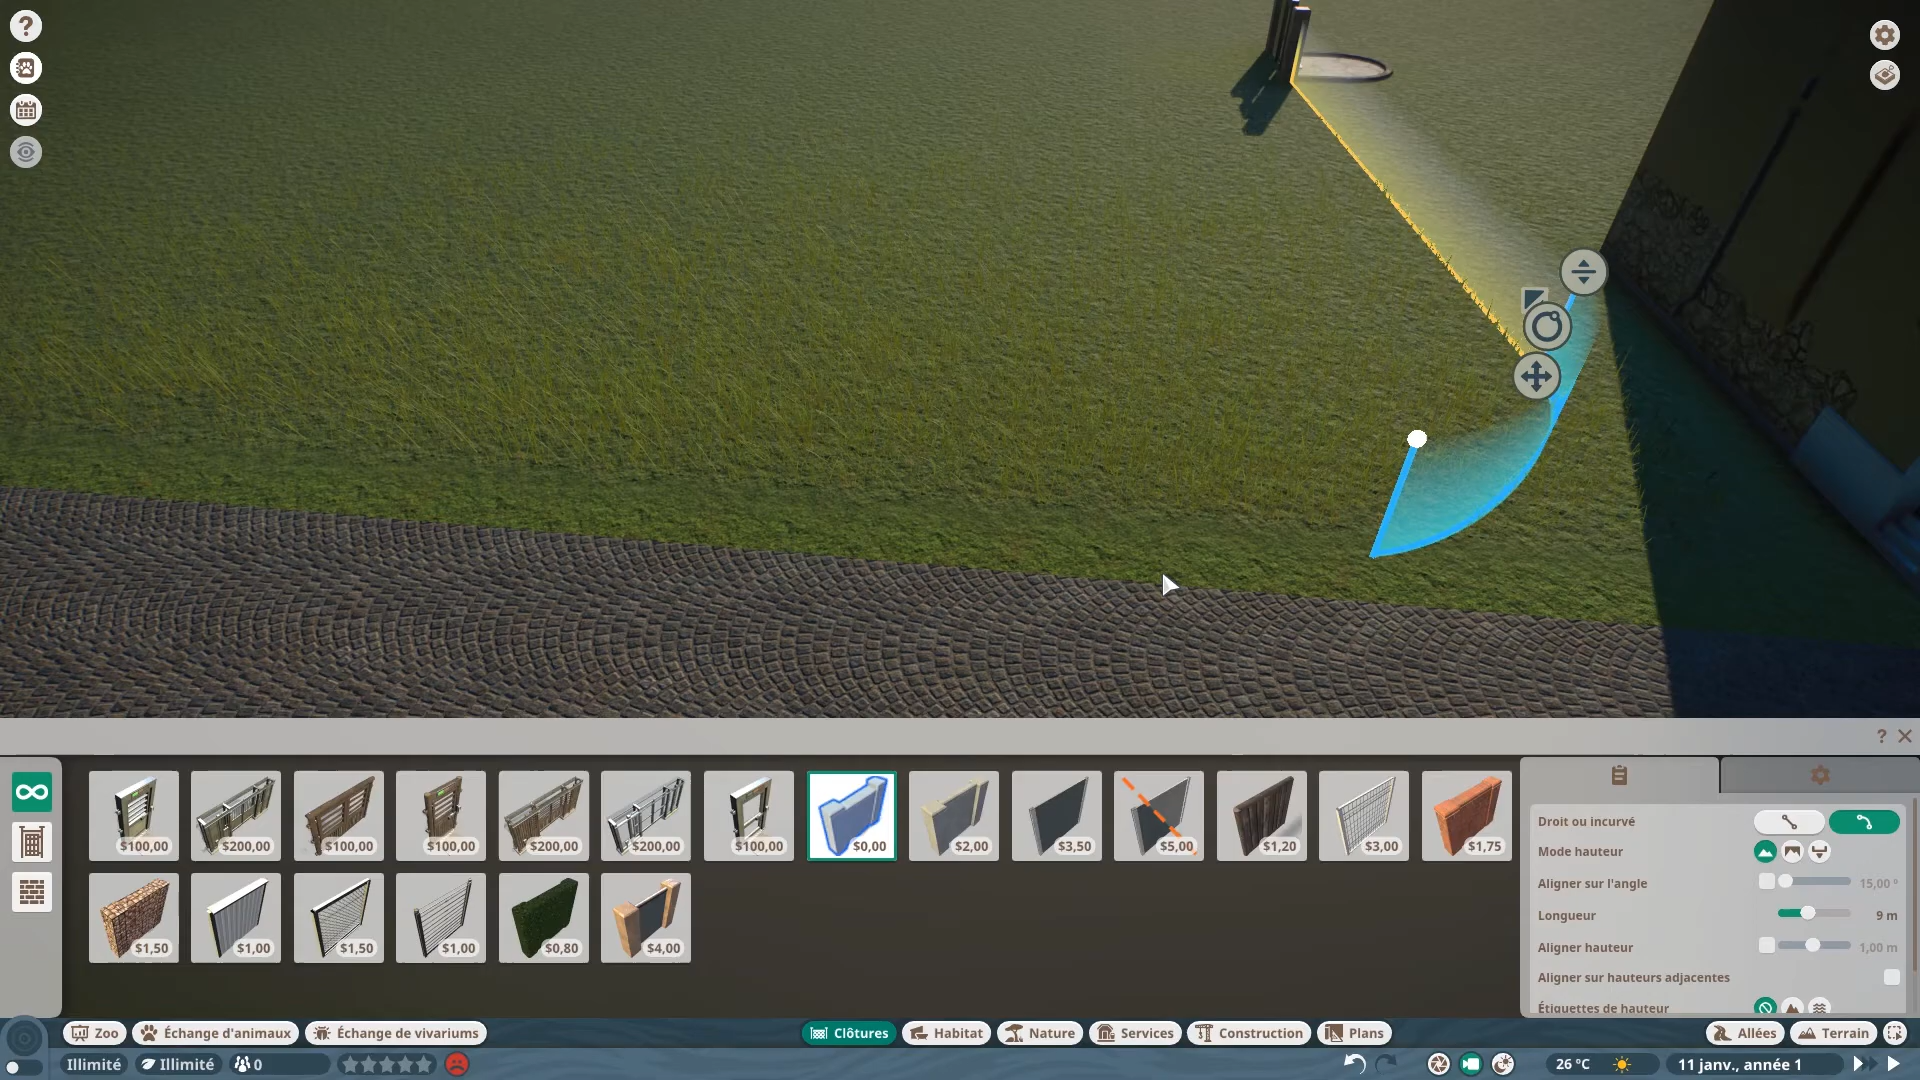 ?
?
$100,00 $200,00 $100,00 $100,00 $200,00 $200,00 $100,00 $0,00 $2,00 $3,50 $5,00 $1,20 $3,00 $1,75
$1,50 $1,00 $1,50 $1,00 $0,80 $4,00
Droit ou incurvé
Mode hauteur
Aligner sur l'angle 15,00 °
Longueur 9 m
Aligner hauteur 1,00 m
Aligner sur hauteurs adjacentes
Étiquettes de hauteur
Zoo Échange d'animaux Échange de vivariums Clôtures Habitat Nature Services Construction Plans Allées Terrain
Illimité Illimité 0 26 °C 11 janv., année 1